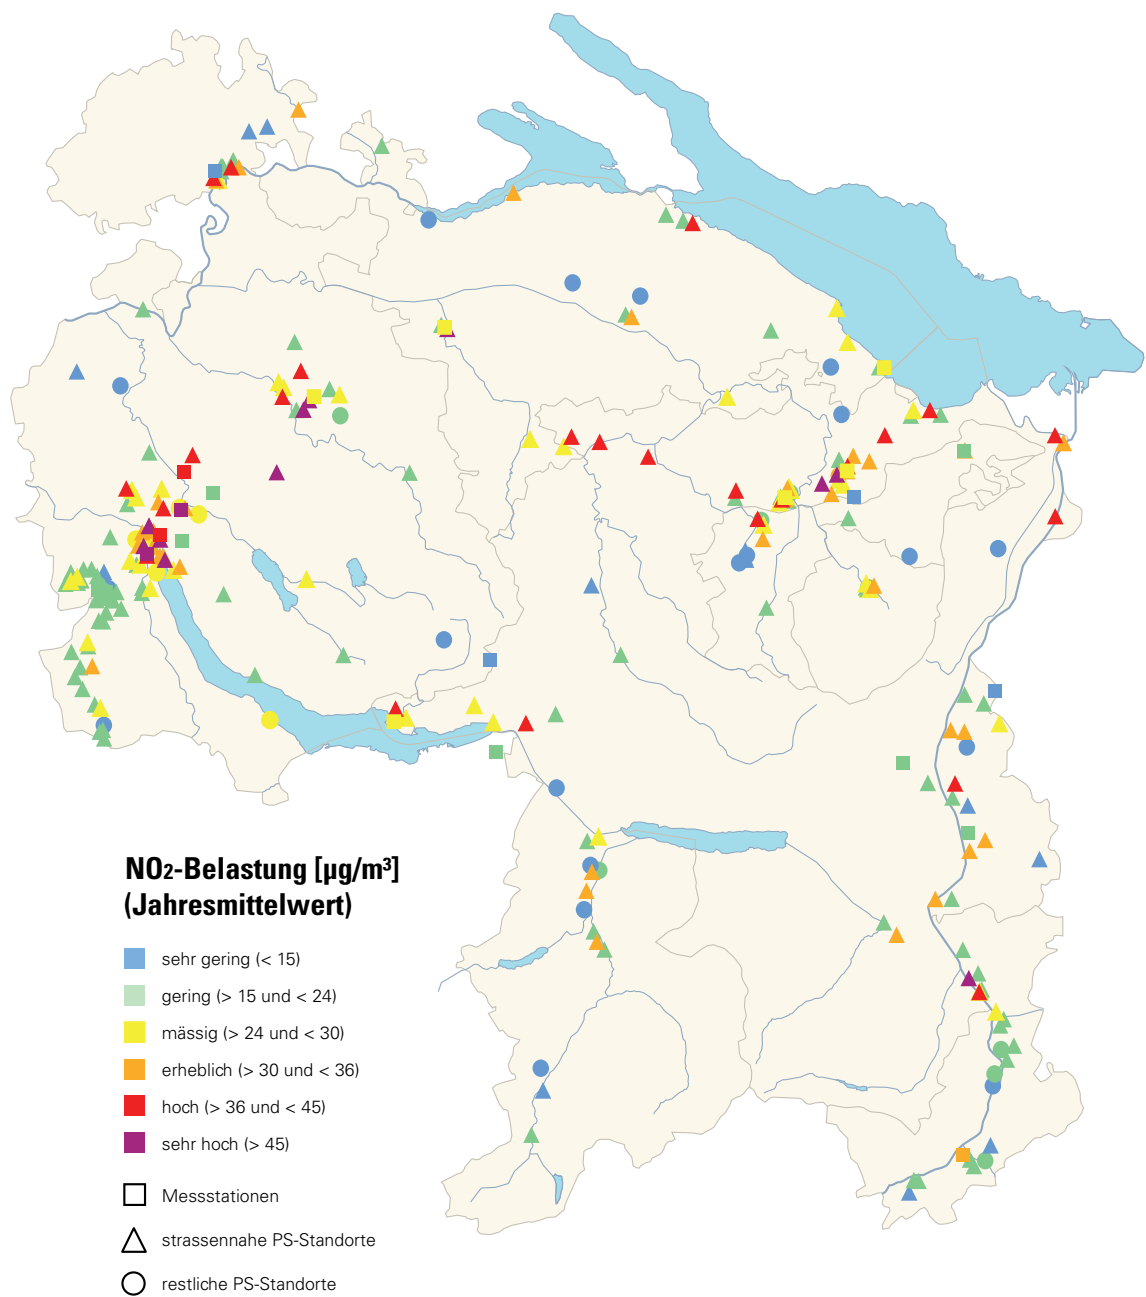 NO2-Belastung [µg/m³]
(Jahresmittelwert)
sehr gering (< 15)
gering (> 15 und < 24)
mässig (> 24 und < 30)
erheblich (> 30 und < 36)
hoch (> 36 und < 45)
sehr hoch (> 45)
Messstationen
strassennahe PS-Standorte
restliche PS-Standorte